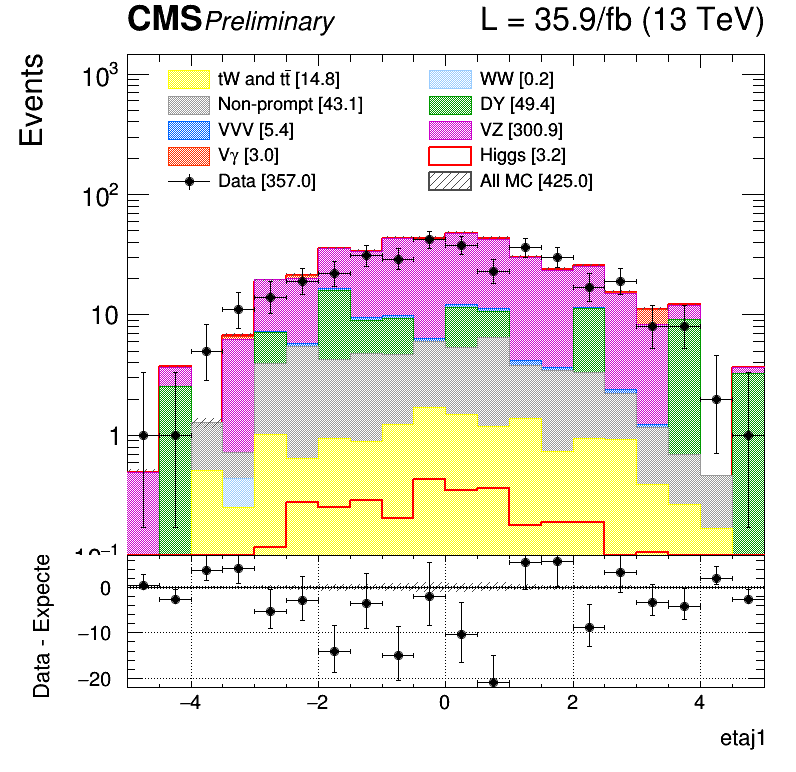 CMS Preliminary L = 35.9/fb (13 TeV)
Events
10³
10²
10
1
10⁻¹
tW and tt̄ [14.8]
WW [0.2]
Non-prompt [43.1]
DY [49.4]
VVV [5.4]
VZ [300.9]
Vγ [3.0]
Higgs [3.2]
Data [357.0]
All MC [425.0]
Data - Expecte
0
−10
−20
−4 −2 0 2 4
etaj1